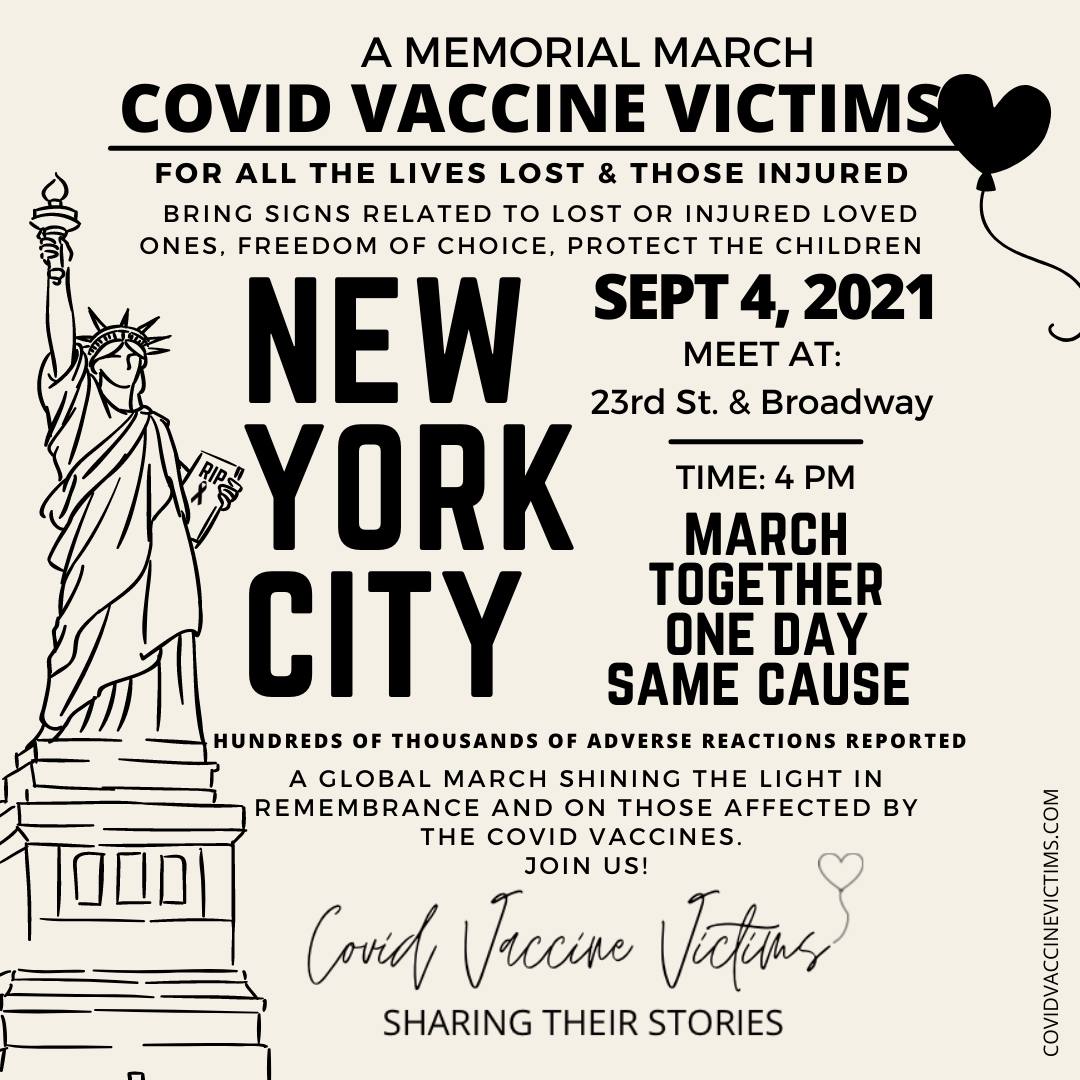 A MEMORIAL MARCH
COVID VACCINE VICTIMS
FOR ALL THE LIVES LOST & THOSE INJURED
BRING SIGNS RELATED TO LOST OR INJURED LOVED
ONES, FREEDOM OF CHOICE, PROTECT THE CHILDREN
NEW
YORK
CITY
SEPT 4, 2021
MEET AT:
23rd St. & Broadway
TIME: 4 PM
MARCH
TOGETHER
ONE DAY
SAME CAUSE
RIP
HUNDREDS OF THOUSANDS OF ADVERSE REACTIONS REPORTED
A GLOBAL MARCH SHINING THE LIGHT IN
REMEMBRANCE AND ON THOSE AFFECTED BY
THE COVID VACCINES.
JOIN US!
Covid Vaccine Victims
SHARING THEIR STORIES
COVIDVACCINEVICTIMS.COM